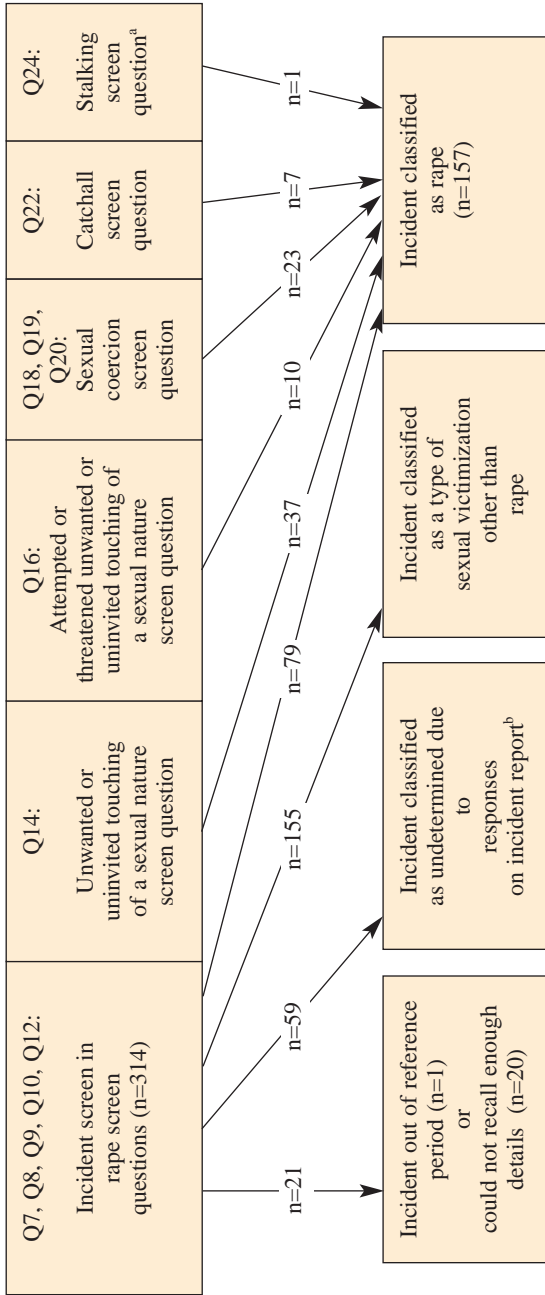 Q7, Q8, Q9, Q10, Q12:
Incident screen in
rape screen
questions (n=314)
Q14:
Unwanted or
uninvited touching
of a sexual nature
screen question
Q16:
Attempted or
threatened unwanted or
uninvited touching of
a sexual nature
screen question
Q18, Q19,
Q20:
Sexual
coercion
screen
question
Q22:
Catchall
screen
question
Q24:
Stalking
screen
questionᵃ
n=21
n=59
n=155
n=79
n=37
n=10
n=23
n=7
n=1
Incident out of reference
period (n=1)
or
could not recall enough
details (n=20)
Incident classified
as undetermined due
to
responses
on incident reportᵇ
Incident classified
as a type of
sexual victimization
other than
rape
Incident classified
as rape
(n=157)